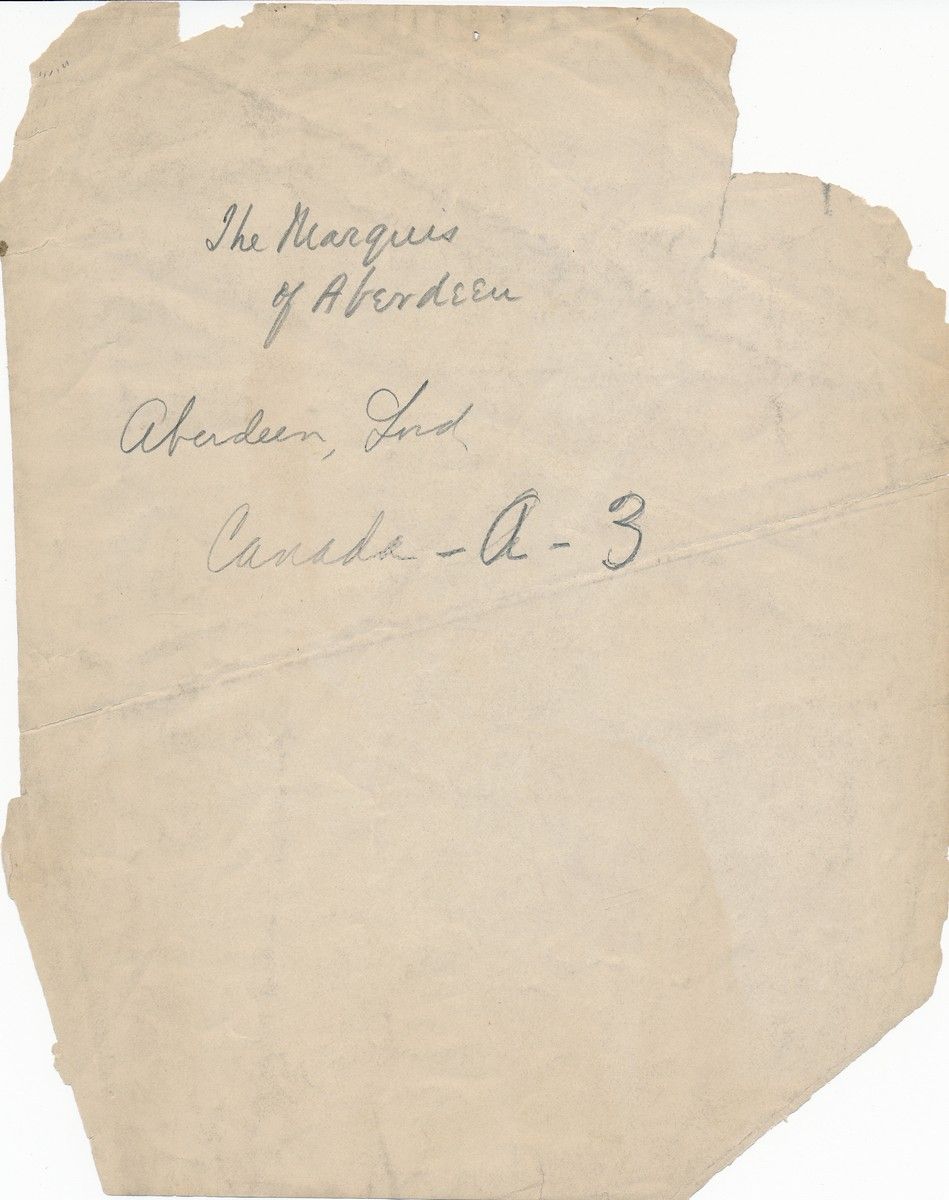 The Marquis
of Aberdeen
Aberdeen, Lord
Canada - A - 3